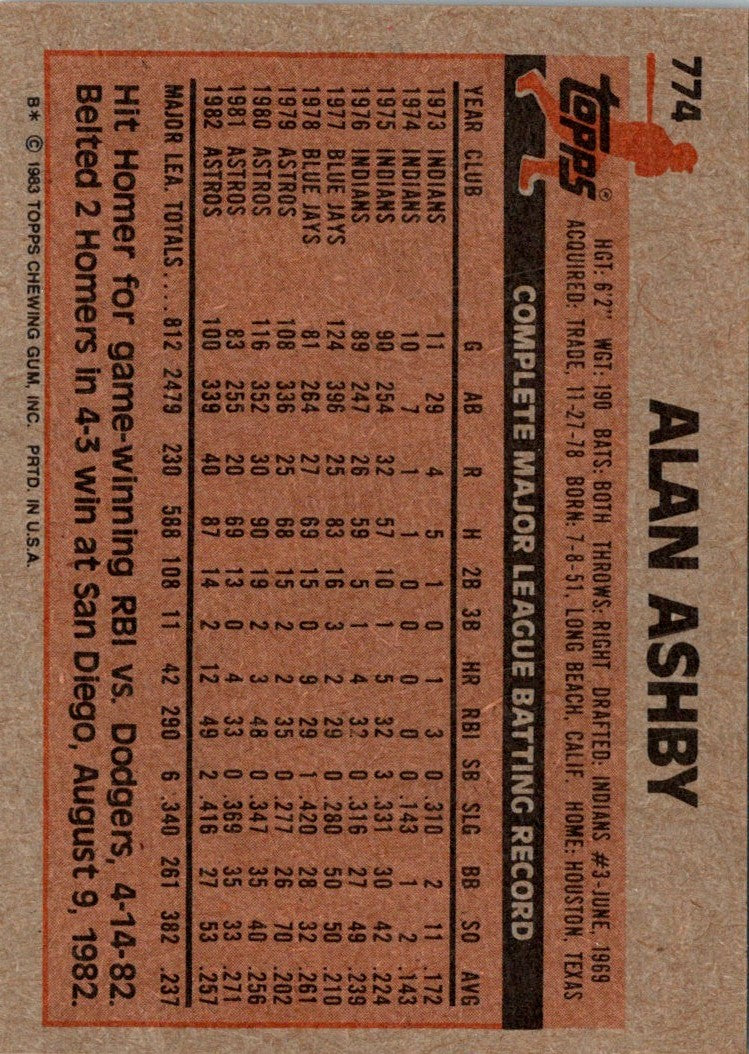 774
ALAN ASHBY
topps®
HGT: 6'2" WGT: 190 BATS: BOTH THROWS: RIGHT DRAFTED: INDIANS #3-JUNE, 1969
ACQUIRED: TRADE, 11-27-78 BORN: 7-8-51, LONG BEACH, CALIF. HOME: HOUSTON, TEXAS
COMPLETE MAJOR LEAGUE BATTING RECORD
YEAR CLUB G AB R H 2B 3B HR RBI SB SLG BB SO AVG
1973 INDIANS 11 29 4 5 1 0 1 3 0 .310 2 11 .172
1974 INDIANS 10 7 1 1 0 0 0 0 0 .143 1 2 .143
1975 INDIANS 90 254 32 57 10 1 5 32 3 .331 30 42 .224
1976 INDIANS 89 247 26 59 5 1 4 32 0 .316 27 49 .239
1977 BLUE JAYS 124 396 25 83 16 3 2 29 0 .280 50 50 .210
1978 BLUE JAYS 81 264 27 69 15 0 9 29 1 .420 28 32 .261
1979 ASTROS 108 336 25 68 15 2 2 35 0 .277 26 70 .202
1980 ASTROS 116 352 30 90 19 2 3 48 0 .347 35 40 .256
1981 ASTROS 83 255 20 69 13 0 4 33 0 .369 35 33 .271
1982 ASTROS 100 339 40 87 14 2 12 49 2 .416 27 53 .257
MAJOR LEA. TOTALS.... 812 2479 230 588 108 11 42 290 6 .340 261 382 .237
Hit Homer for game-winning RBI vs. Dodgers, 4-14-82.
Belted 2 Homers in 4-3 win at San Diego, August 9, 1982.
B* © 1983 TOPPS CHEWING GUM, INC. PRTD. IN U.S.A.